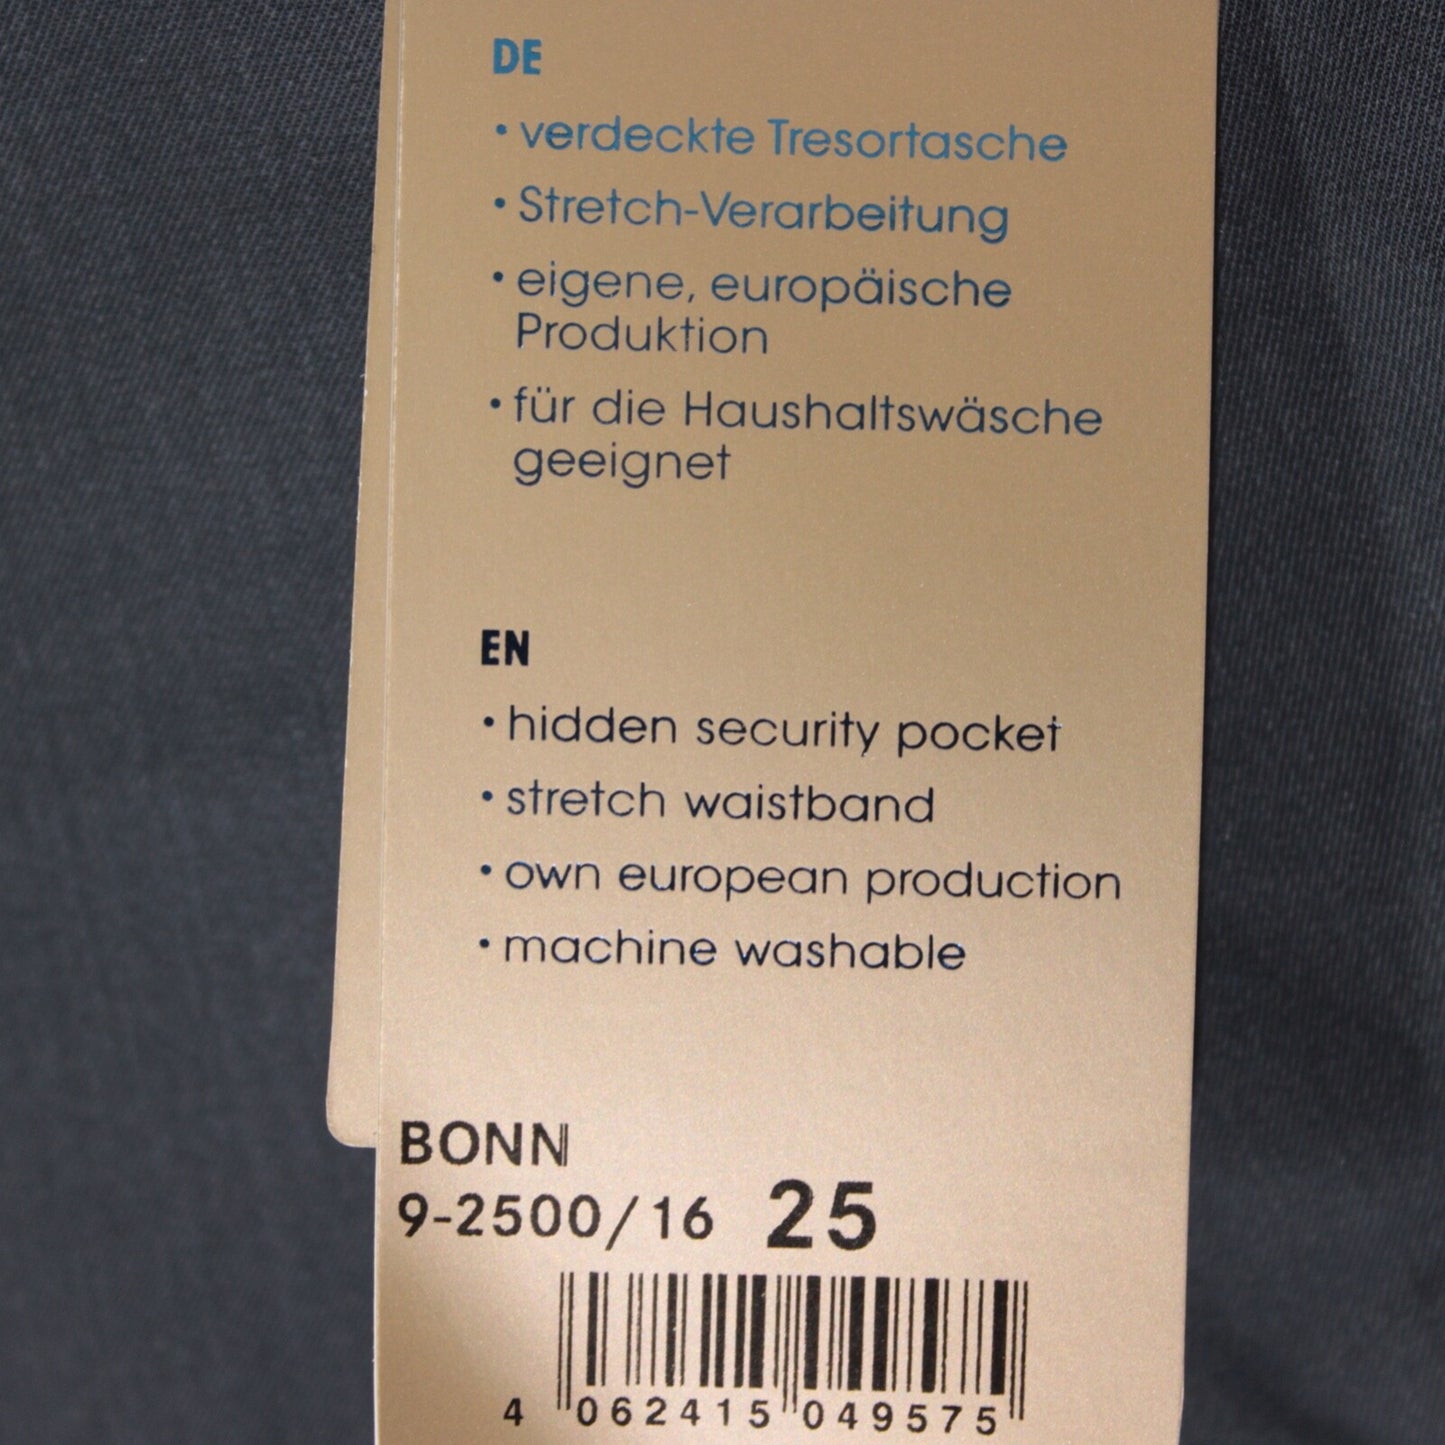 DE
• verdeckte Tresortasche
• Stretch-Verarbeitung
• eigene, europäische
Produktion
• für die Haushaltswäsche
geeignet
EN
• hidden security pocket
• stretch waistband
• own european production
• machine washable
BONN
9-2500/16 25
4 062415 049575